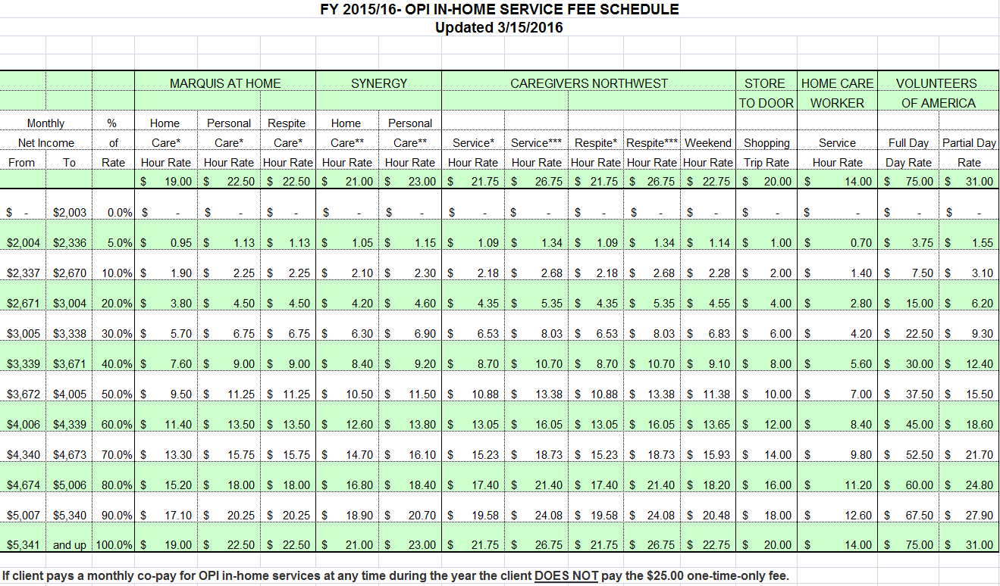 FY 2015/16- OPI IN-HOME SERVICE FEE SCHEDULE
Updated 3/15/2016
MARQUIS AT HOME SYNERGY CAREGIVERS NORTHWEST STORE HOME CARE VOLUNTEERS
TO DOOR WORKER OF AMERICA
Monthly % Home Personal Respite Home Personal
Net Income of Care* Care* Care* Care** Care** Service* Service*** Respite* Respite*** Weekend Shopping Service Full Day Partial Day
From To Rate Hour Rate Hour Rate Hour Rate Hour Rate Hour Rate Hour Rate Hour Rate Hour Rate Hour Rate Hour Rate Trip Rate Hour Rate Day Rate Rate
$ 19.00 $ 22.50 $ 22.50 $ 21.00 $ 23.00 $ 21.75 $ 26.75 $ 21.75 $ 26.75 $ 22.75 $ 20.00 $ 14.00 $ 75.00 $ 31.00
$ - $2,003 0.0% $ - $ - $ - $ - $ - $ - $ - $ - $ - $ - $ - $ - $ - $ -
$2,004 $2,336 5.0% $ 0.95 $ 1.13 $ 1.13 $ 1.05 $ 1.15 $ 1.09 $ 1.34 $ 1.09 $ 1.34 $ 1.14 $ 1.00 $ 0.70 $ 3.75 $ 1.55
$2,337 $2,670 10.0% $ 1.90 $ 2.25 $ 2.25 $ 2.10 $ 2.30 $ 2.18 $ 2.68 $ 2.18 $ 2.68 $ 2.28 $ 2.00 $ 1.40 $ 7.50 $ 3.10
$2,671 $3,004 20.0% $ 3.80 $ 4.50 $ 4.50 $ 4.20 $ 4.60 $ 4.35 $ 5.35 $ 4.35 $ 5.35 $ 4.55 $ 4.00 $ 2.80 $ 15.00 $ 6.20
$3,005 $3,338 30.0% $ 5.70 $ 6.75 $ 6.75 $ 6.30 $ 6.90 $ 6.53 $ 8.03 $ 6.53 $ 8.03 $ 6.83 $ 6.00 $ 4.20 $ 22.50 $ 9.30
$3,339 $3,671 40.0% $ 7.60 $ 9.00 $ 9.00 $ 8.40 $ 9.20 $ 8.70 $ 10.70 $ 8.70 $ 10.70 $ 9.10 $ 8.00 $ 5.60 $ 30.00 $ 12.40
$3,672 $4,005 50.0% $ 9.50 $ 11.25 $ 11.25 $ 10.50 $ 11.50 $ 10.88 $ 13.38 $ 10.88 $ 13.38 $ 11.38 $ 10.00 $ 7.00 $ 37.50 $ 15.50
$4,006 $4,339 60.0% $ 11.40 $ 13.50 $ 13.50 $ 12.60 $ 13.80 $ 13.05 $ 16.05 $ 13.05 $ 16.05 $ 13.65 $ 12.00 $ 8.40 $ 45.00 $ 18.60
$4,340 $4,673 70.0% $ 13.30 $ 15.75 $ 15.75 $ 14.70 $ 16.10 $ 15.23 $ 18.73 $ 15.23 $ 18.73 $ 15.93 $ 14.00 $ 9.80 $ 52.50 $ 21.70
$4,674 $5,006 80.0% $ 15.20 $ 18.00 $ 18.00 $ 16.80 $ 18.40 $ 17.40 $ 21.40 $ 17.40 $ 21.40 $ 18.20 $ 16.00 $ 11.20 $ 60.00 $ 24.80
$5,007 $5,340 90.0% $ 17.10 $ 20.25 $ 20.25 $ 18.90 $ 20.70 $ 19.58 $ 24.08 $ 19.58 $ 24.08 $ 20.48 $ 18.00 $ 12.60 $ 67.50 $ 27.90
$5,341 and up 100.0% $ 19.00 $ 22.50 $ 22.50 $ 21.00 $ 23.00 $ 21.75 $ 26.75 $ 21.75 $ 26.75 $ 22.75 $ 20.00 $ 14.00 $ 75.00 $ 31.00
If client pays a monthly co-pay for OPI in-home services at any time during the year the client DOES NOT pay the $25.00 one-time-only fee.